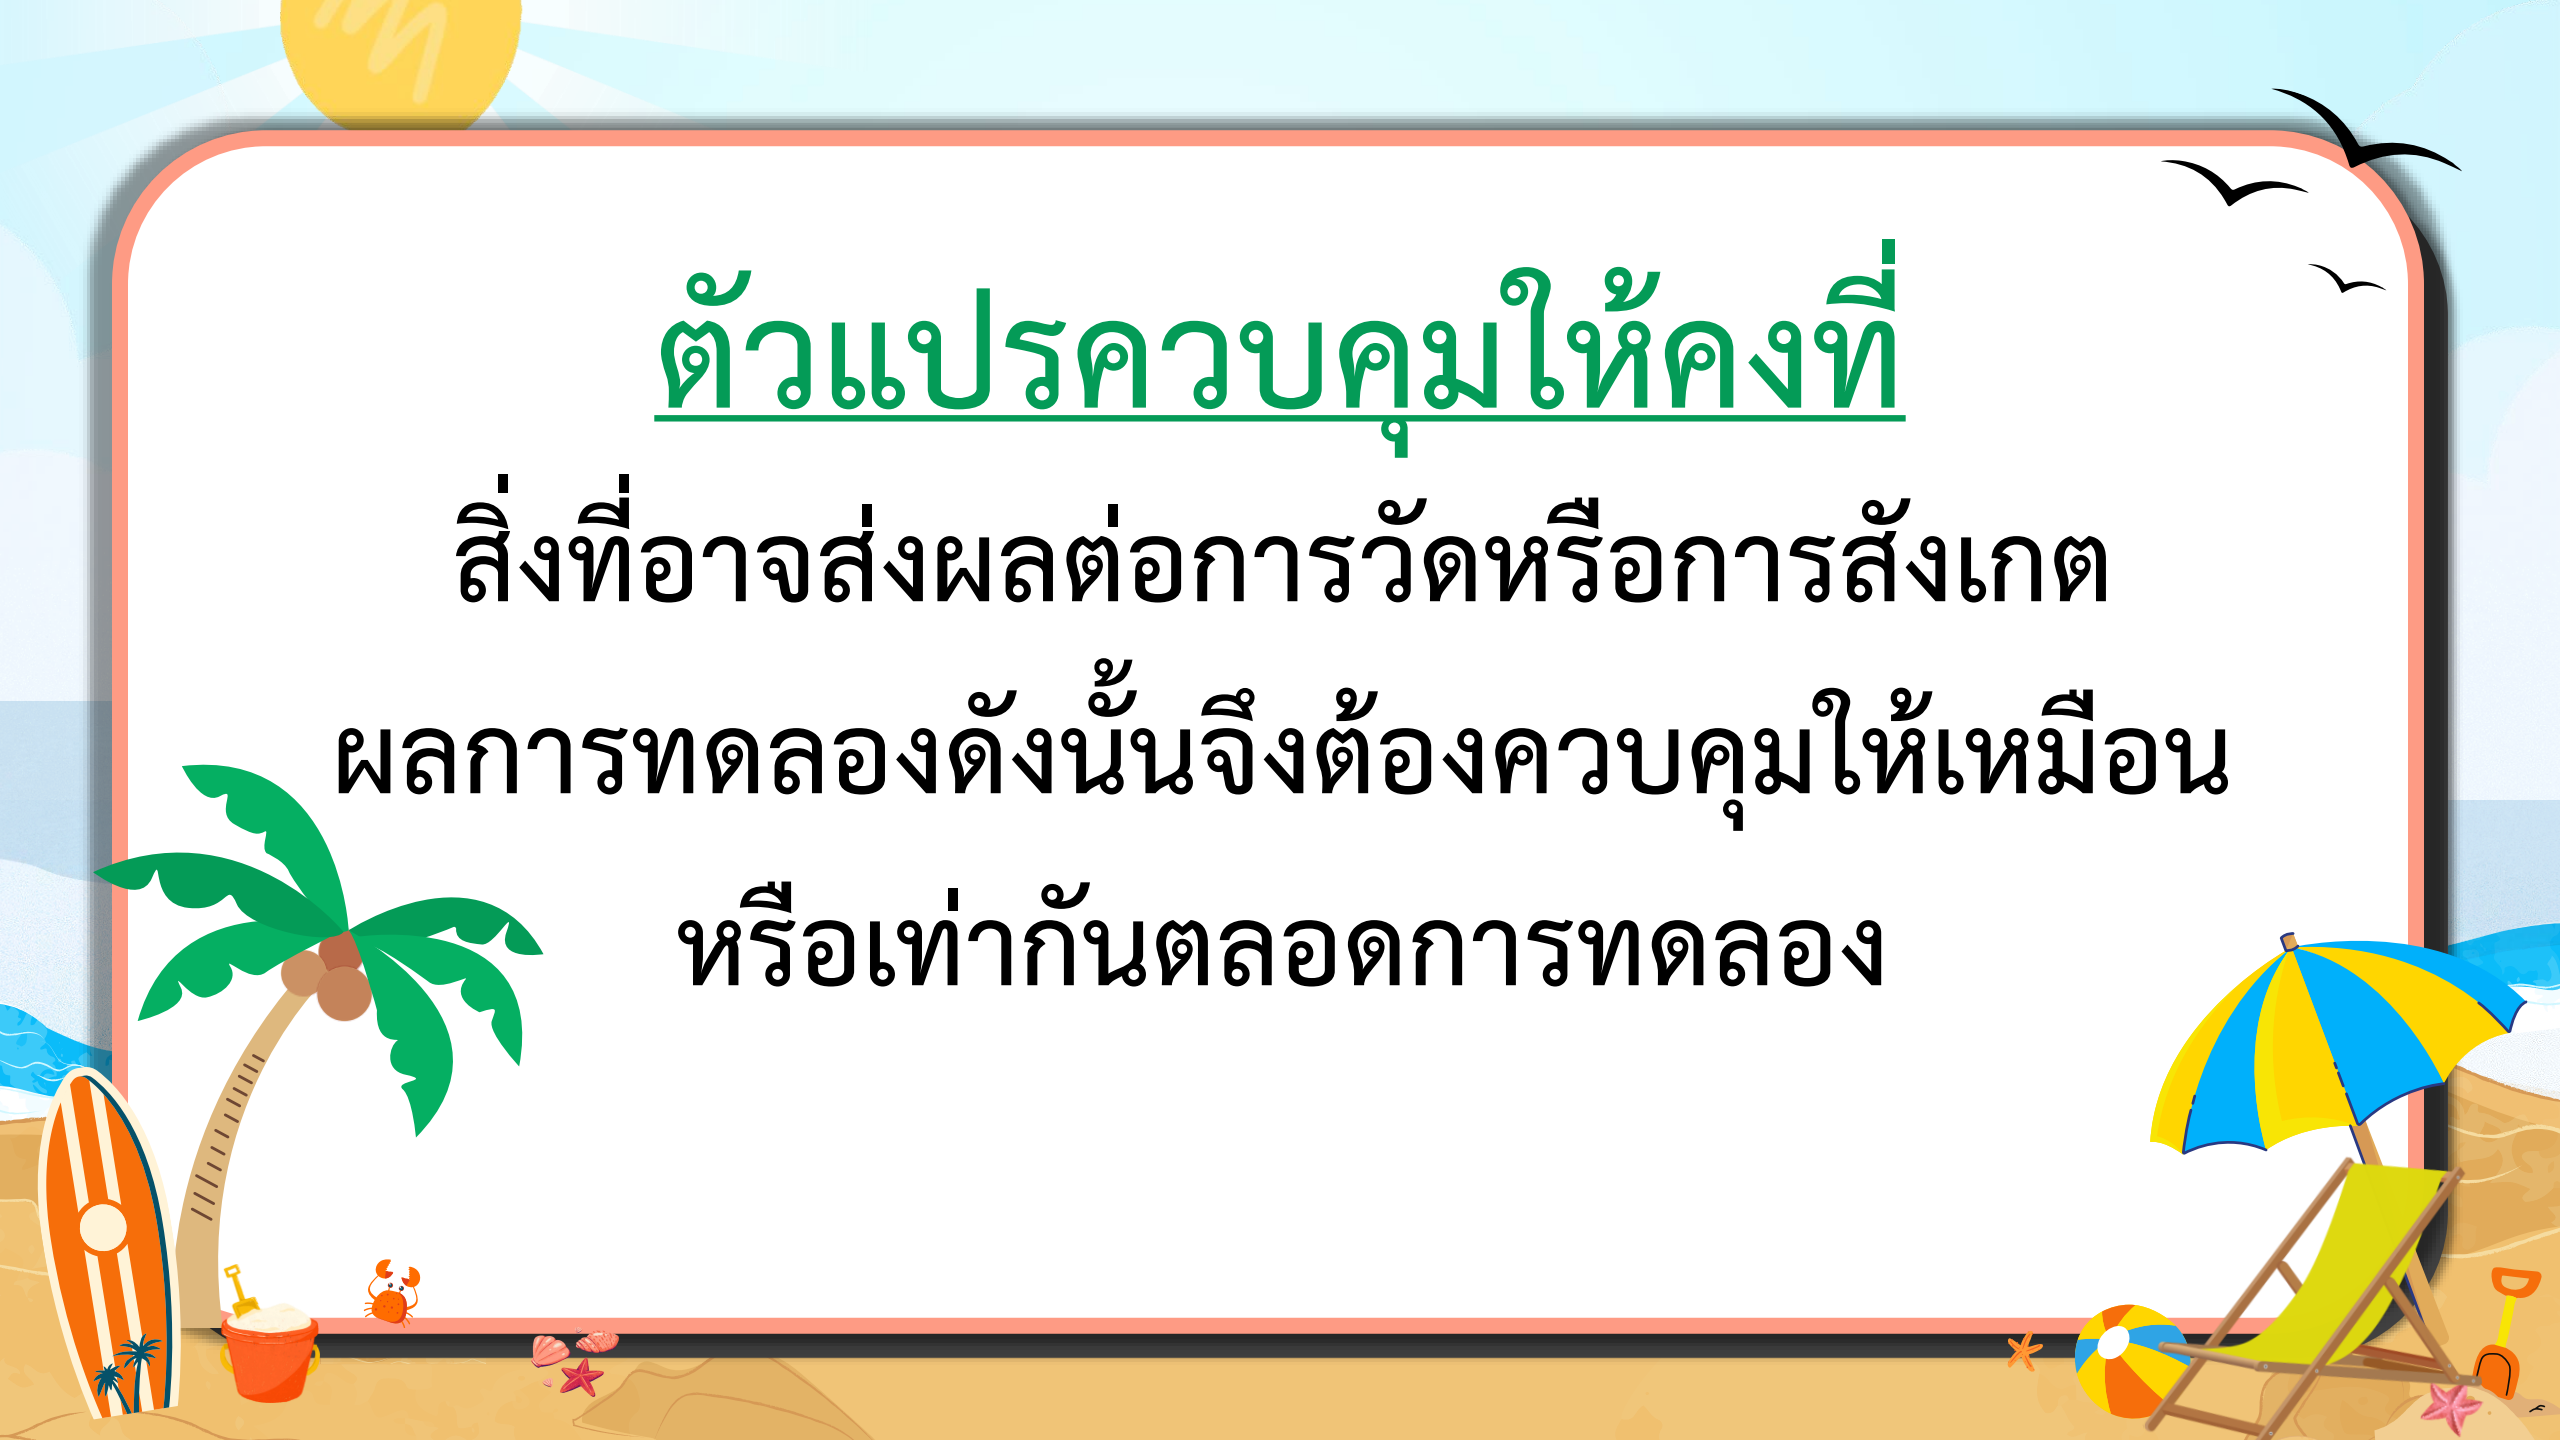 ตัวแปรควบคุมให้คงที่
สิ่งที่อาจส่งผลต่อการวัดหรือการสังเกต
ผลการทดลองดังนั้นจึงต้องควบคุมให้เหมือน
หรือเท่ากันตลอดการทดลอง